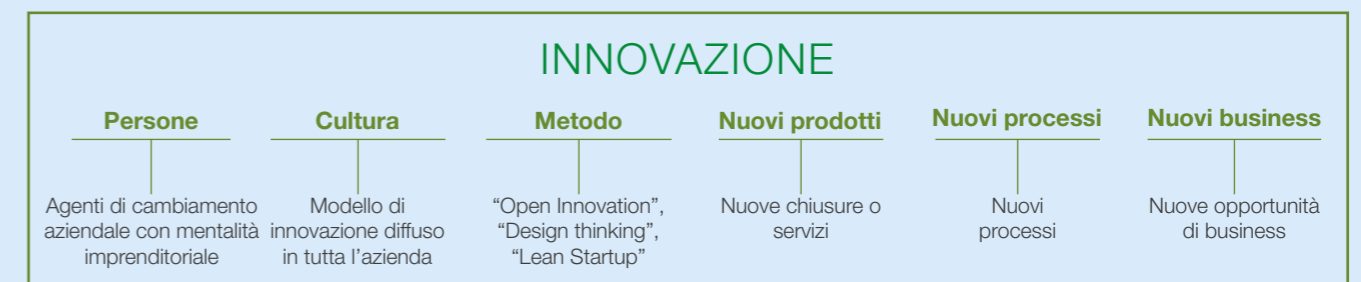 INNOVAZIONE
Persone
Agenti di cambiamento
aziendale con mentalità
imprenditoriale
Cultura
Modello di
innovazione diffuso
in tutta l’azienda
Metodo
“Open Innovation”,
“Design thinking”,
“Lean Startup”
Nuovi prodotti
Nuove chiusure o
servizi
Nuovi processi
Nuovi
processi
Nuovi business
Nuove opportunità
di business